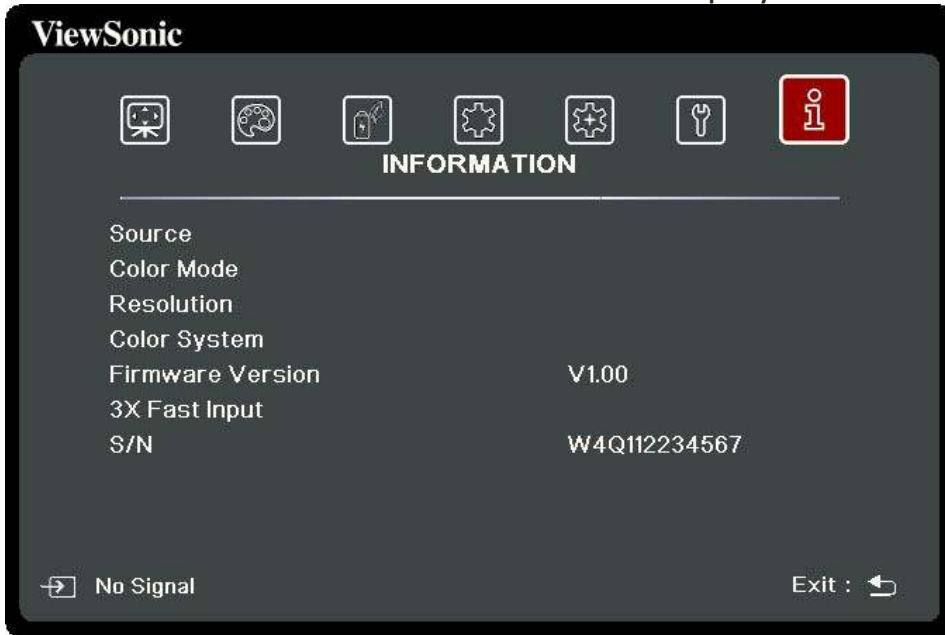 ViewSonic
INFORMATION
Source
Color Mode
Resolution
Color System
Firmware Version V1.00
3X Fast Input
S/N W4Q112234567
No Signal
Exit :